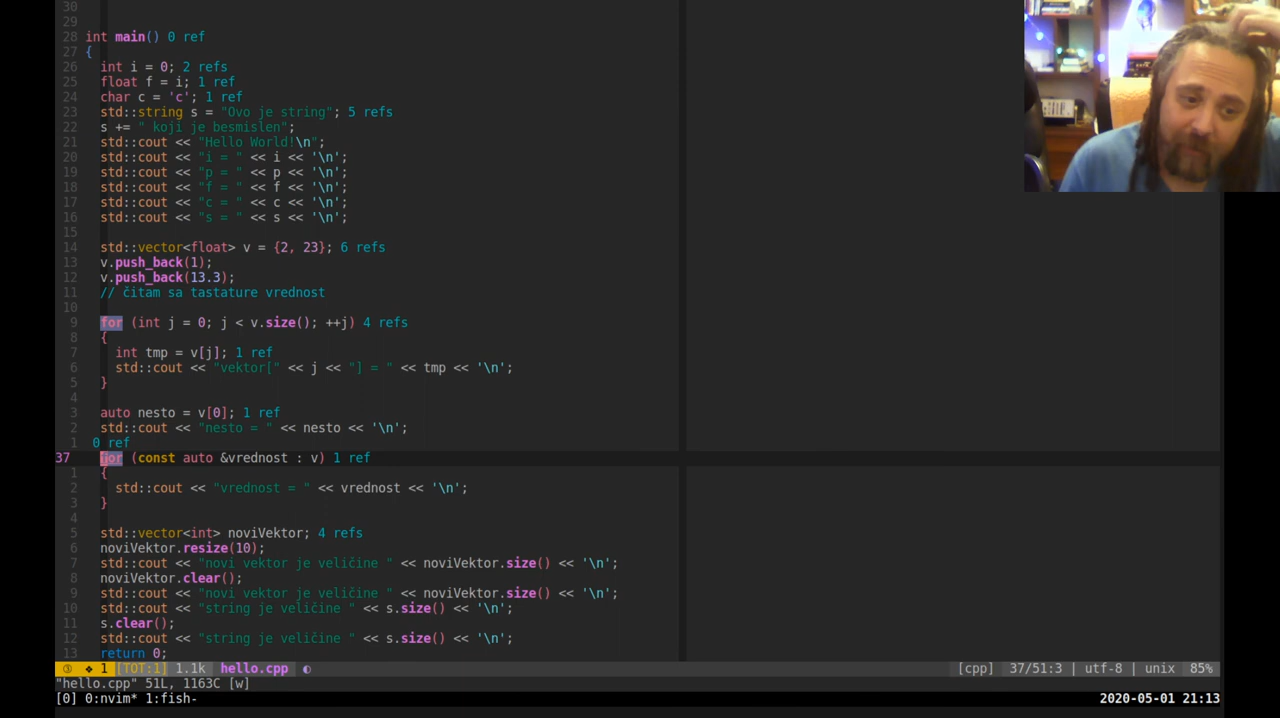 30
29
28 int main() 0 ref
27 {
26   int i = 0; 2 refs
25   float f = i; 1 ref
24   char c = 'c'; 1 ref
23   std::string s = "Ovo je string"; 5 refs
22   s += " koji je besmislen";
21   std::cout << "Hello World!\n";
20   std::cout << "i = " << i << '\n';
19   std::cout << "p = " << p << '\n';
18   std::cout << "f = " << f << '\n';
17   std::cout << "c = " << c << '\n';
16   std::cout << "s = " << s << '\n';
15
14   std::vector<float> v = {2, 23}; 6 refs
13   v.push_back(1);
12   v.push_back(13.3);
11   // čitam sa tastature vrednost
10
9   for (int j = 0; j < v.size(); ++j) 4 refs
8   {
7     int tmp = v[j]; 1 ref
6     std::cout << "vektor[" << j << "] = " << tmp << '\n';
5   }
4
3   auto nesto = v[0]; 1 ref
2   std::cout << "nesto = " << nesto << '\n';
1  0 ref
37   for (const auto &vrednost : v) 1 ref
1   {
2     std::cout << "vrednost = " << vrednost << '\n';
3   }
4
5   std::vector<int> noviVektor; 4 refs
6   noviVektor.resize(10);
7   std::cout << "novi vektor je veličine " << noviVektor.size() << '\n';
8   noviVektor.clear();
9   std::cout << "novi vektor je veličine " << noviVektor.size() << '\n';
10   std::cout << "string je veličine " << s.size() << '\n';
11   s.clear();
12   std::cout << "string je veličine " << s.size() << '\n';
13   return 0;
③ ❖ 1 [TOT:1] 1.1k hello.cpp ◐ [cpp] 37/51:3 | utf-8 | unix 85%
"hello.cpp" 51L, 1163C [w]
[0] 0:nvim* 1:fish- 2020-05-01 21:13